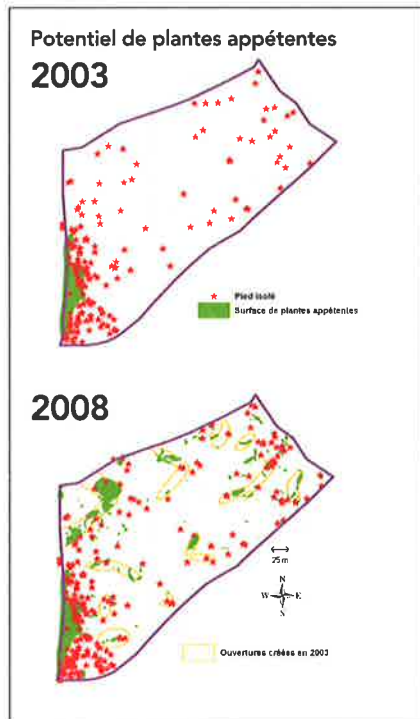 Potentiel de plantes appétentes
2003
Pied isolé
Surface de plantes appétentes
2008
25 m
N
W E
S
Ouvertures créées en 2003